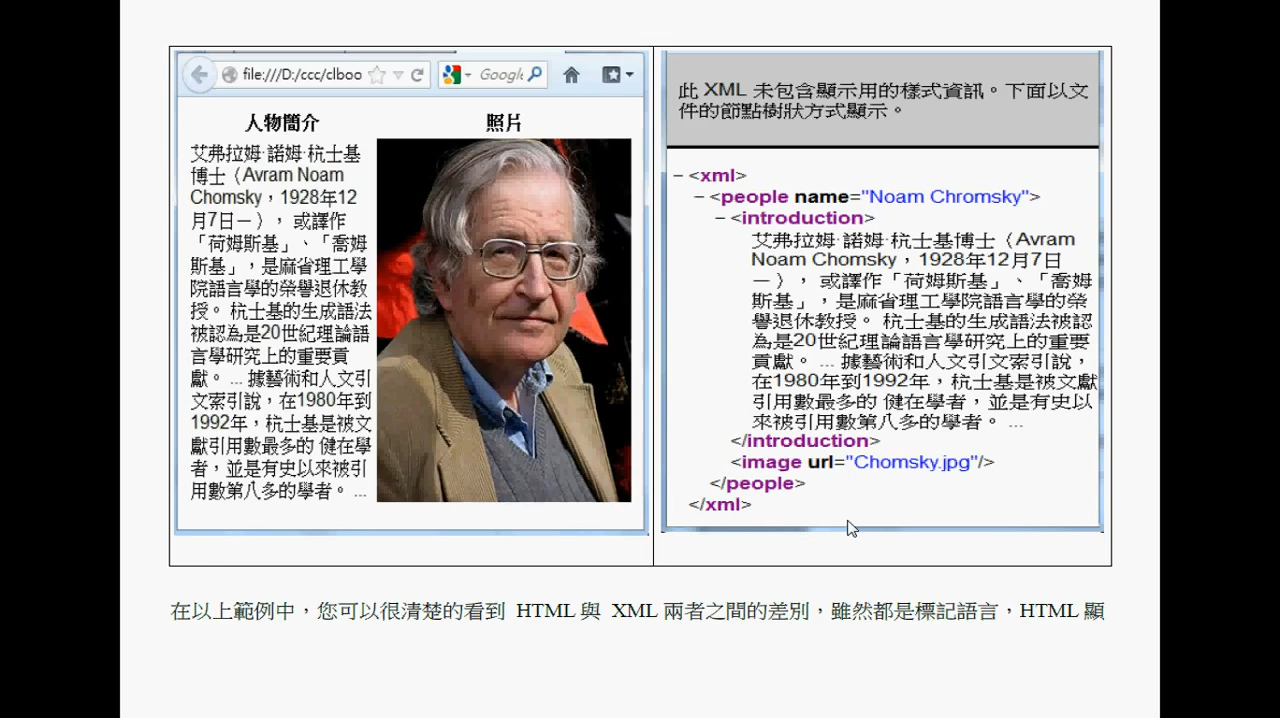 file:///D:/ccc/clboo
Google
人物簡介
照片
艾弗拉姆·諾姆·杭士基
博士（Avram Noam
Chomsky，1928年12
月7日－）， 或譯作
「荷姆斯基」、「喬姆
斯基」，是麻省理工學
院語言學的榮譽退休教
授。 杭士基的生成語法
被認為是20世紀理論語
言學研究上的重要貢
獻。 ... 據藝術和人文引
文索引說，在1980年到
1992年，杭士基是被文
獻引用數最多的 健在學
者，並是有史以來被引
用數第八多的學者。 ...
此 XML 未包含顯示用的樣式資訊。下面以文
件的節點樹狀方式顯示。
− <xml>
− <people name="Noam Chromsky">
− <introduction>
艾弗拉姆·諾姆·杭士基博士（Avram
Noam Chomsky，1928年12月7日
－）， 或譯作「荷姆斯基」、「喬姆
斯基」，是麻省理工學院語言學的榮
譽退休教授。 杭士基的生成語法被認
為是20世紀理論語言學研究上的重要
貢獻。 ... 據藝術和人文引文索引說，
在1980年到1992年，杭士基是被文獻
引用數最多的 健在學者，並是有史以
來被引用數第八多的學者。 ...
</introduction>
<image url="Chomsky.jpg"/>
</people>
</xml>
在以上範例中，您可以很清楚的看到 HTML 與 XML 兩者之間的差別，雖然都是標記語言，HTML 顯